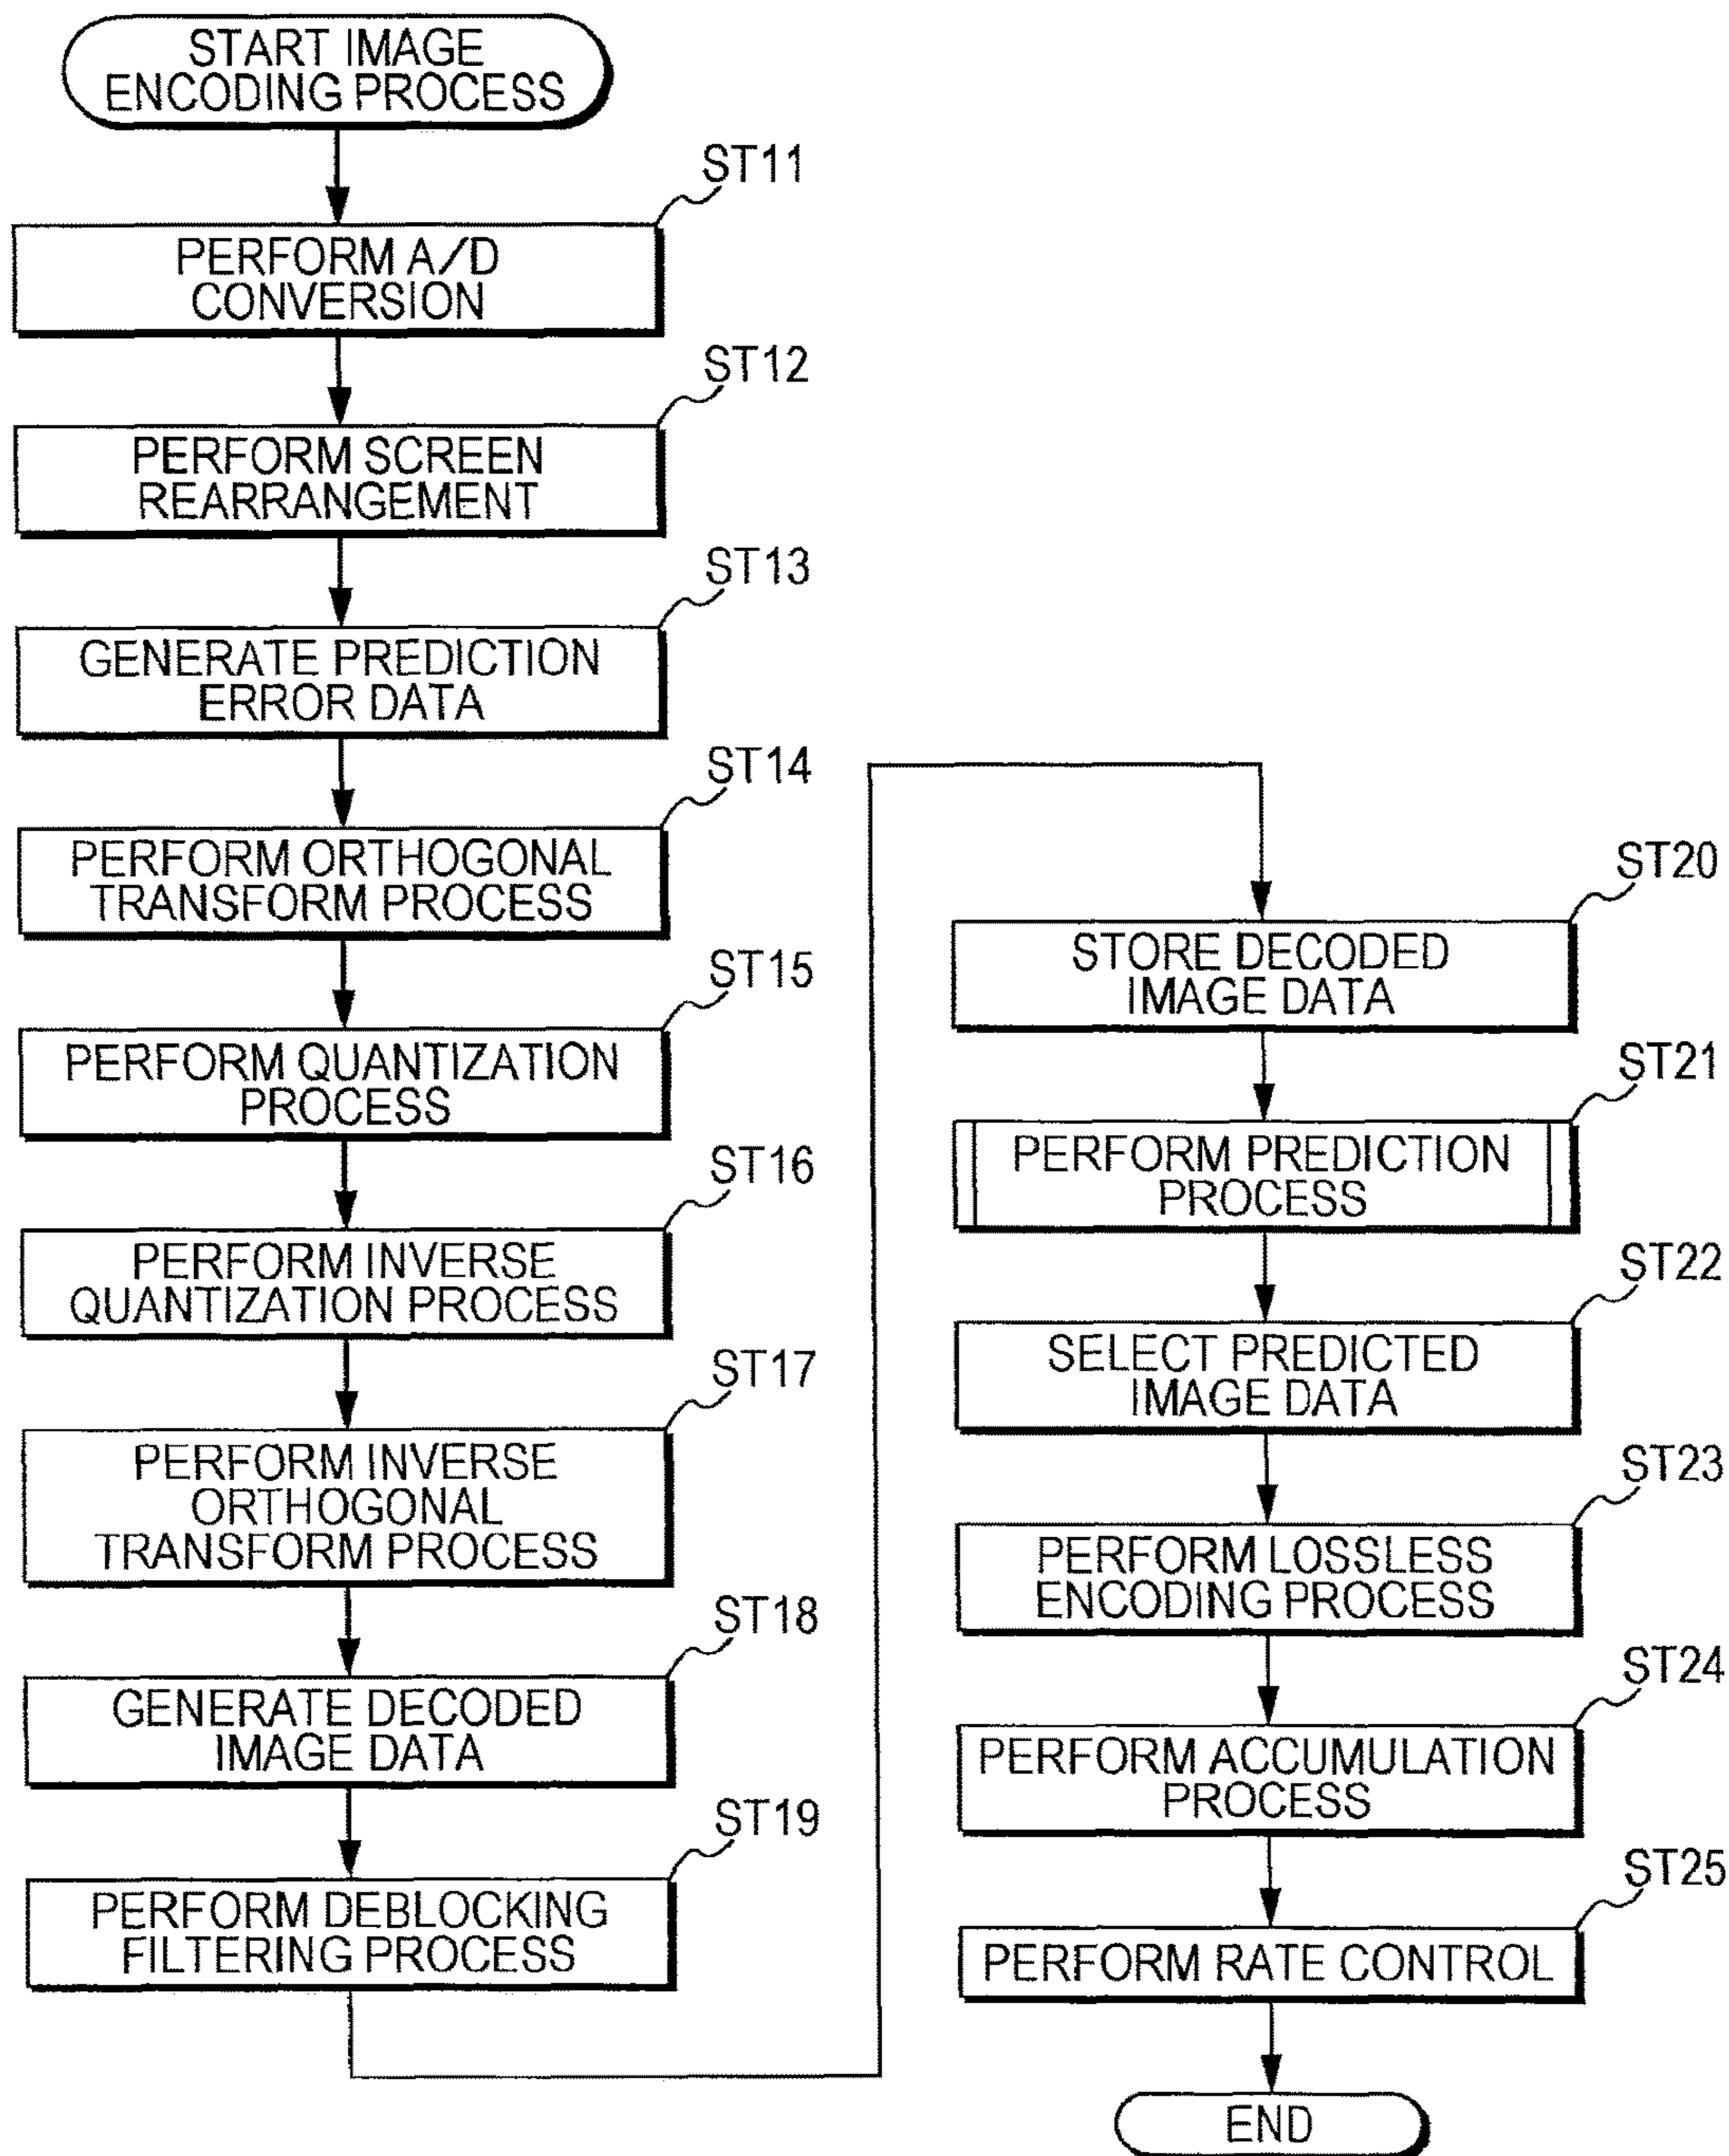 START IMAGE
ENCODING PROCESS
ST11
PERFORM A/D
CONVERSION
ST12
PERFORM SCREEN
REARRANGEMENT
ST13
GENERATE PREDICTION
ERROR DATA
ST14
PERFORM ORTHOGONAL
TRANSFORM PROCESS
ST15
PERFORM QUANTIZATION
PROCESS
ST16
PERFORM INVERSE
QUANTIZATION PROCESS
ST17
PERFORM INVERSE
ORTHOGONAL
TRANSFORM PROCESS
ST18
GENERATE DECODED
IMAGE DATA
ST19
PERFORM DEBLOCKING
FILTERING PROCESS
ST20
STORE DECODED
IMAGE DATA
ST21
PERFORM PREDICTION
PROCESS
ST22
SELECT PREDICTED
IMAGE DATA
ST23
PERFORM LOSSLESS
ENCODING PROCESS
ST24
PERFORM ACCUMULATION
PROCESS
ST25
PERFORM RATE CONTROL
END